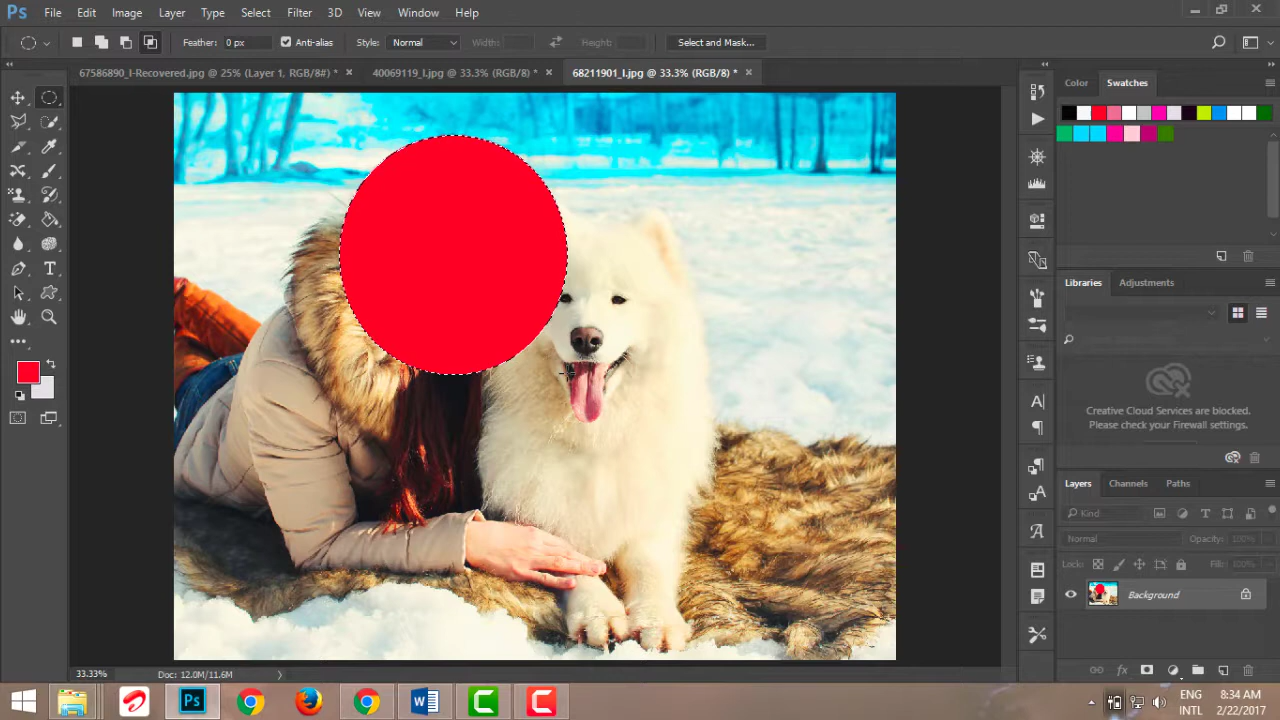 Ps File Edit Image Layer Type Select Filter 3D View Window Help
Feather: 0 px Anti-alias Style: Normal Width: Height: Select and Mask...
67586890_l-Recovered.jpg @ 25% (Layer 1, RGB/8#) * × 40069119_l.jpg @ 33.3% (RGB/8) * × 68211901_l.jpg @ 33.3% (RGB/8) * ×
Color Swatches
Libraries Adjustments
Creative Cloud Services are blocked.
Please check your Firewall settings.
Layers Channels Paths
Kind
Normal Opacity: 100%
Lock: Fill: 100%
Background
33.33% Doc: 12.0M/11.6M
Ps
ENG 8:34 AM
INTL 2/22/2017